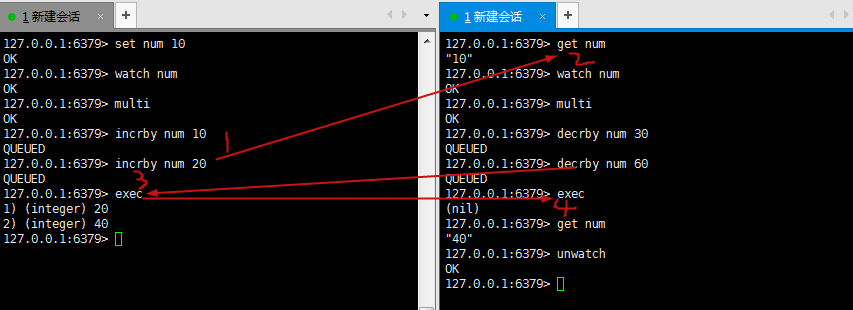 1 新建会话
127.0.0.1:6379> set num 10
OK
127.0.0.1:6379> watch num
OK
127.0.0.1:6379> multi
OK
127.0.0.1:6379> incrby num 10
QUEUED
127.0.0.1:6379> incrby num 20
QUEUED
127.0.0.1:6379> exec
1) (integer) 20
2) (integer) 40
127.0.0.1:6379>
1
3
1 新建会话
127.0.0.1:6379> get num
"10"
127.0.0.1:6379> watch num
OK
127.0.0.1:6379> multi
OK
127.0.0.1:6379> decrby num 30
QUEUED
127.0.0.1:6379> decrby num 60
QUEUED
127.0.0.1:6379> exec
(nil)
127.0.0.1:6379> get num
"40"
127.0.0.1:6379> unwatch
OK
127.0.0.1:6379>
2
4